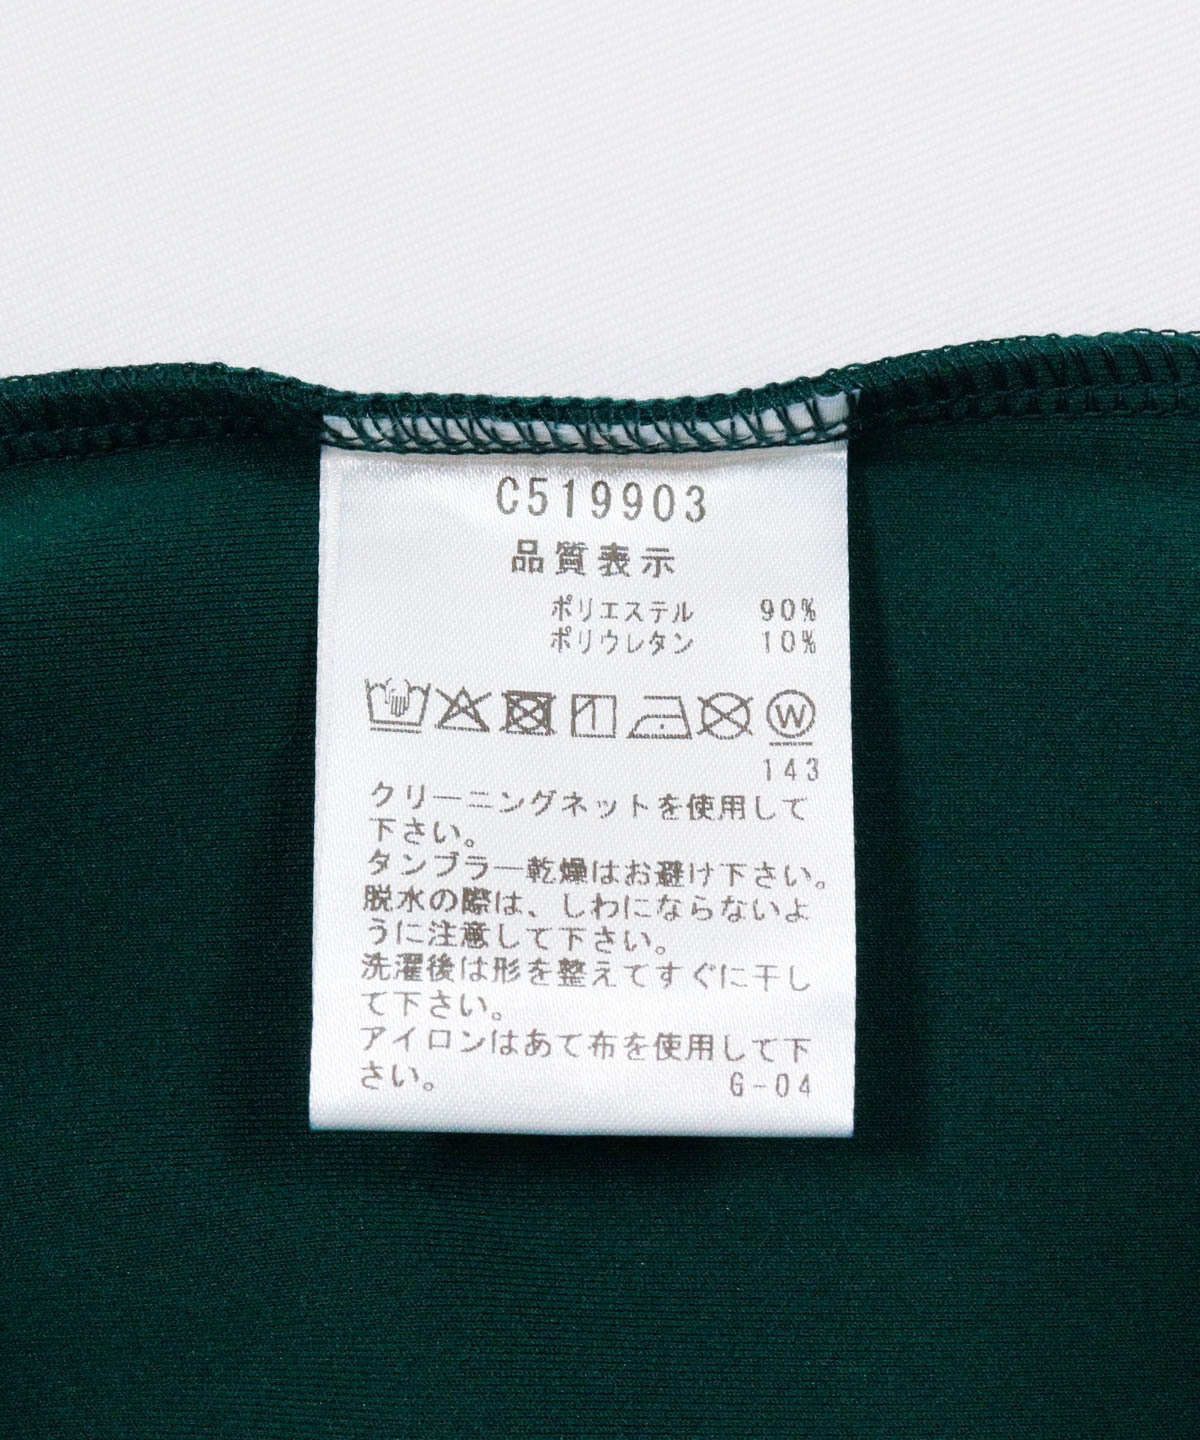 C519903
品質表示
ポリエステル 90%
ポリウレタン 10%
W
143
クリーニングネットを使用して
下さい。
タンブラー乾燥はお避け下さい。
脱水の際は、しわにならないよ
うに注意して下さい。
洗濯後は形を整えてすぐに干し
て下さい。
アイロンはあて布を使用して下
さい。 G-04